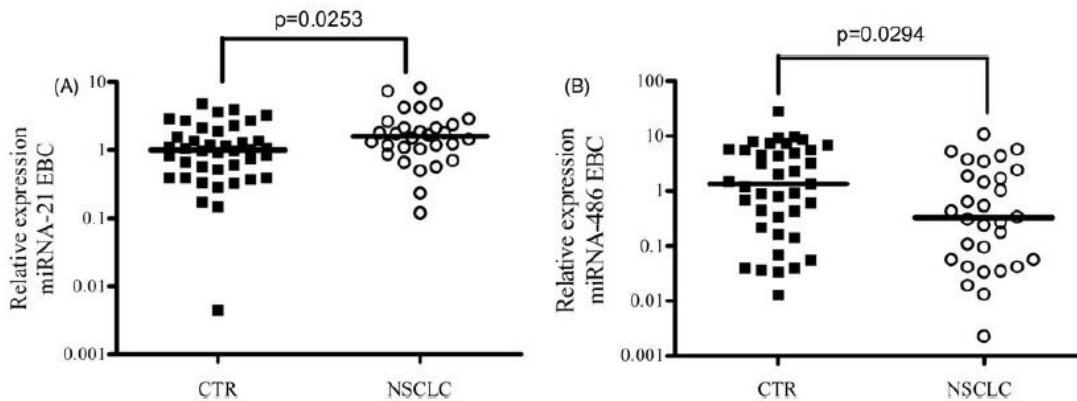 p=0.0253
(A)
Relative expression
miRNA-21 EBC
10
1
0.1
0.01
0.001
CTR
NSCLC
p=0.0294
(B)
Relative expression
miRNA-486 EBC
100
10
1
0.1
0.01
0.001
CTR
NSCLC